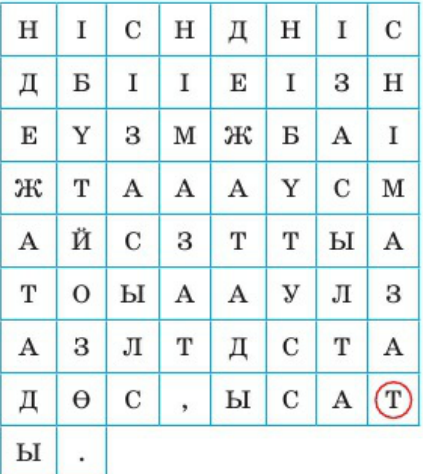 Н І С Н Д Н І С
Д Б І І Е І З Н
Е Ү З М Ж Б А І
Ж Т А А А Ү С М
А Й С З Т Т Ы А
Т О Ы А А У Л З
А З Л Т Д С Т А
Д Ө С , Ы С А Т
Ы .